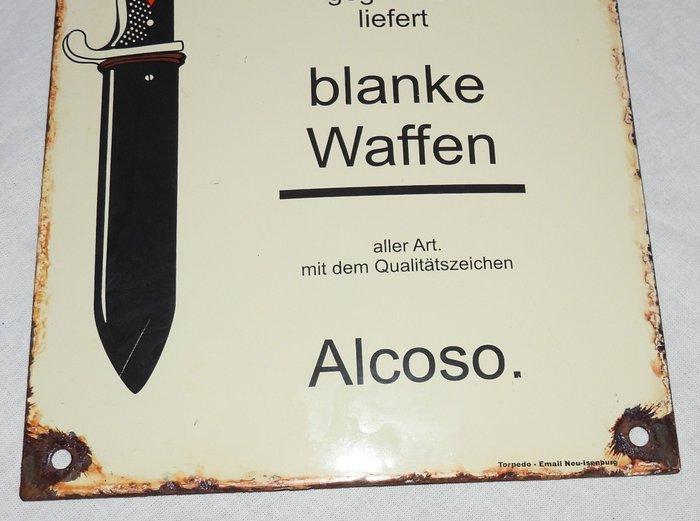 liefert
blanke
Waffen
aller Art.
mit dem Qualitätszeichen
Alcoso.
Torpedo - Email Neu-Isenburg